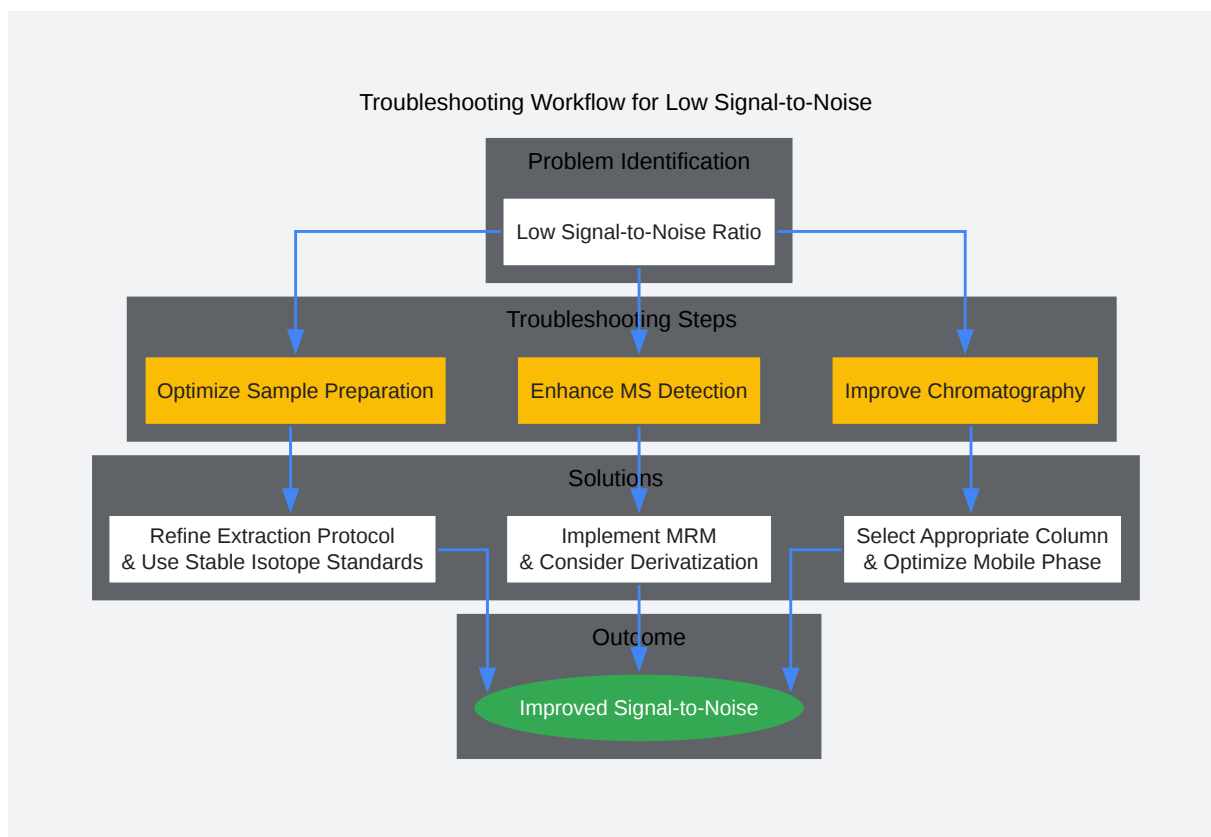 Troubleshooting Workflow for Low Signal-to-Noise
Problem Identification
Low Signal-to-Noise Ratio
Troubleshooting Steps
Optimize Sample Preparation
Enhance MS Detection
Improve Chromatography
Solutions
Refine Extraction Protocol
& Use Stable Isotope Standards
Implement MRM
& Consider Derivatization
Select Appropriate Column
& Optimize Mobile Phase
Outcome
Improved Signal-to-Noise